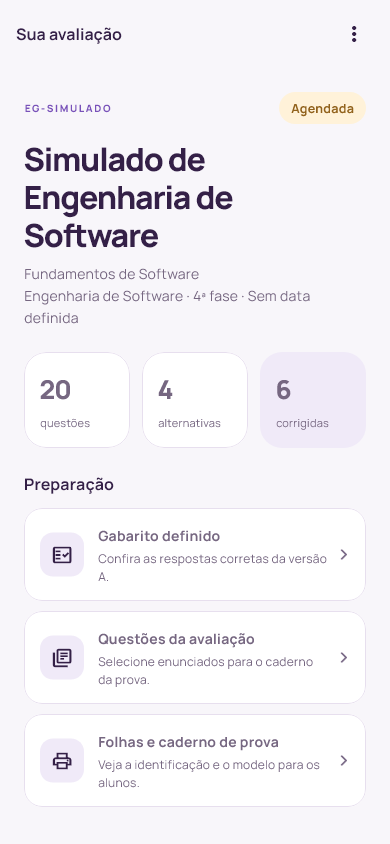 Sua avaliação
EG-SIMULADO
Agendada
Simulado de
Engenharia de
Software
Fundamentos de Software
Engenharia de Software · 4ª fase · Sem data
definida
20
questões
4
alternativas
6
corrigidas
Preparação
Gabarito definido
Confira as respostas corretas da versão
A.
Questões da avaliação
Selecione enunciados para o caderno
da prova.
Folhas e caderno de prova
Veja a identificação e o modelo para os
alunos.